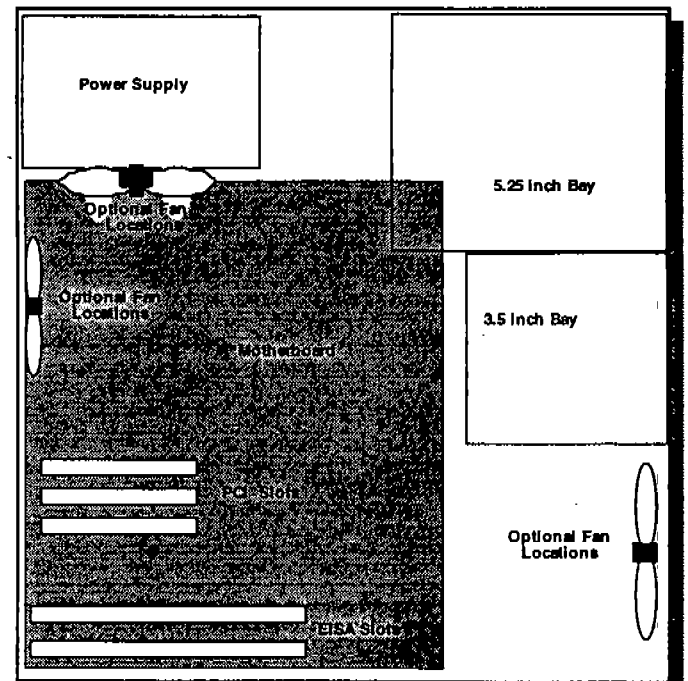 Power Supply
5.25 Inch Bay
Optional Fan
Locations
Optional Fan
Locations
3.5 Inch Bay
Motherboard
PCI Slots
Optional Fan
Locations
EISA Slots